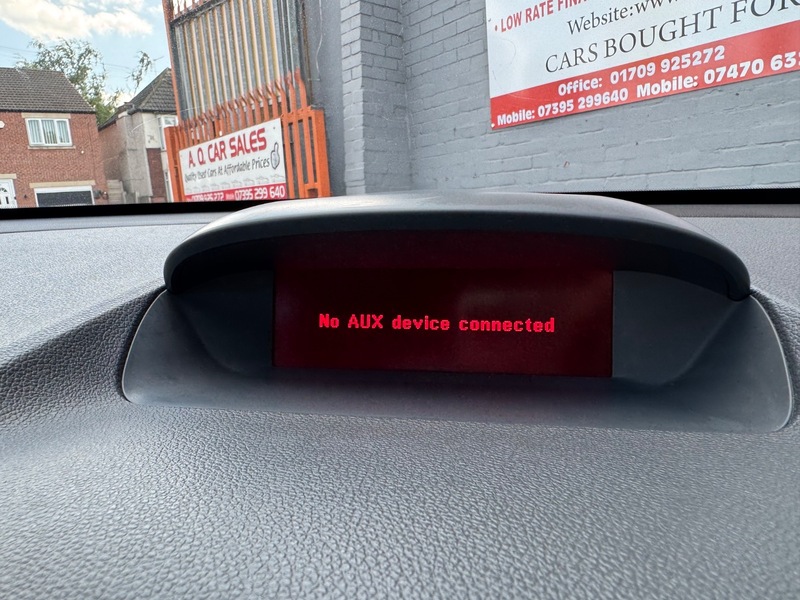 • LOW RATE FINA
Website:www.
CARS BOUGHT FOR
Office: 01709 925272
Mobile: 07395 299640 Mobile: 07470 63
A. Q. CAR SALES
Quality Used Cars At Affordable Prices
07395 299 640
No AUX device connected